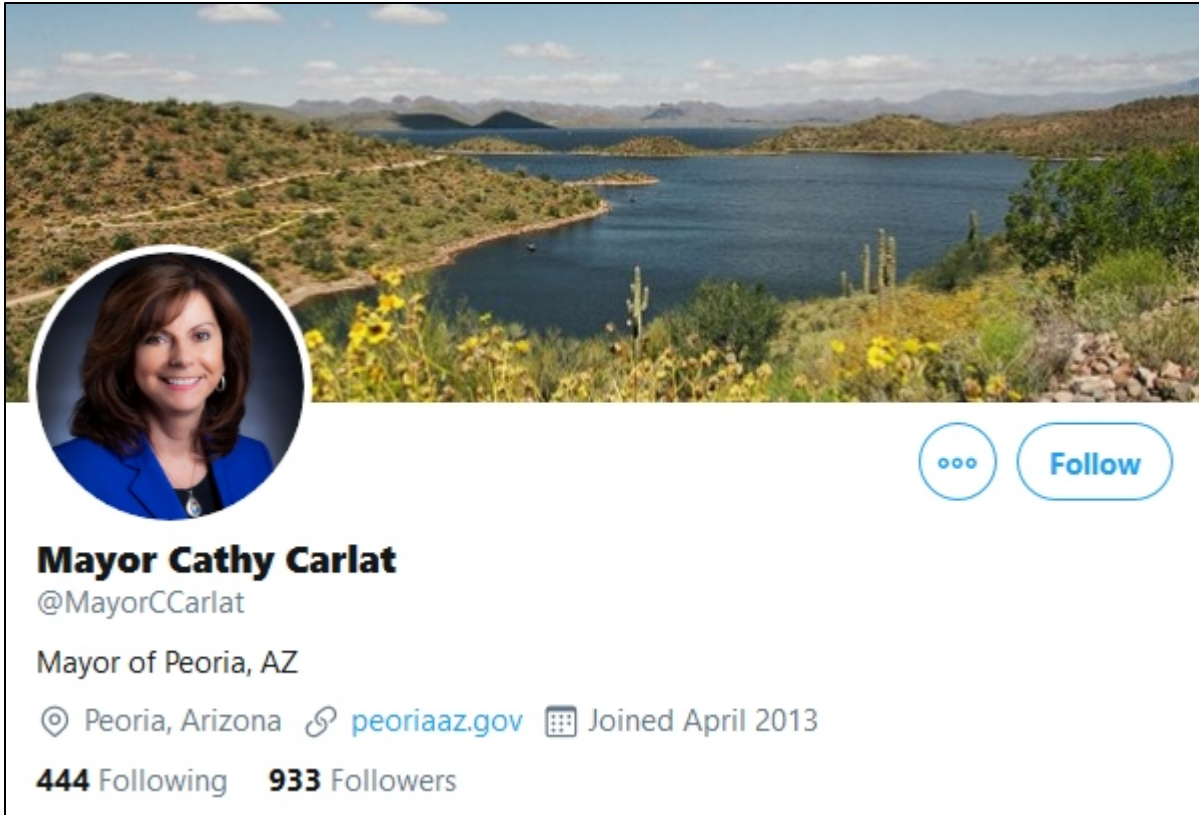 Follow
Mayor Cathy Carlat
@MayorCCarlat
Mayor of Peoria, AZ
Peoria, Arizona peoriaaz.gov Joined April 2013
444 Following 933 Followers